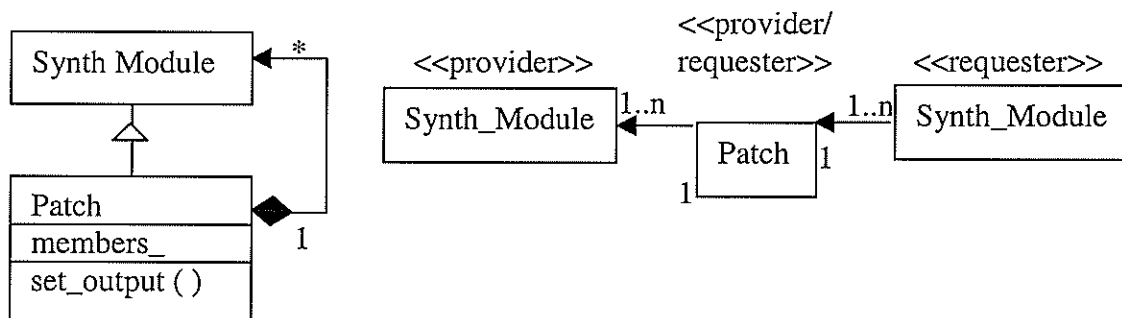 Synth Module
*
Patch
1
members_
set_output ( )
<<provider>>
Synth_Module
1..n
<<provider/
requester>>
Patch
1
1
<<requester>>
1..n
Synth_Module